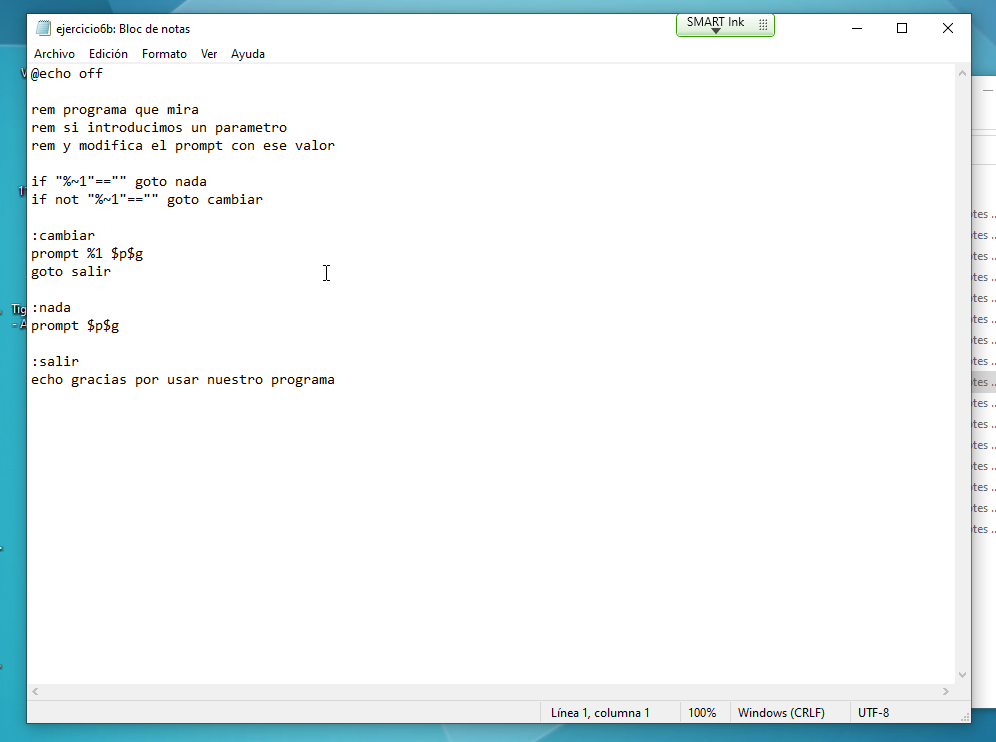 ejercicio6b: Bloc de notas
SMART Ink
Archivo Edición Formato Ver Ayuda
@echo off
rem programa que mira
rem si introducimos un parametro
rem y modifica el prompt con ese valor
if "%~1"=="" goto nada
if not "%~1"=="" goto cambiar
:cambiar
prompt %1 $p$g
goto salir
:nada
prompt $p$g
:salir
echo gracias por usar nuestro programa
Línea 1, columna 1 100% Windows (CRLF) UTF-8